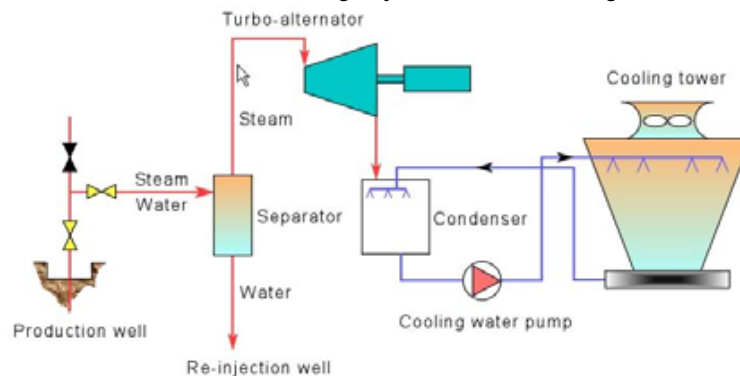 Turbo-alternator
Cooling tower
Steam
Steam
Water
Separator
Condenser
Water
Cooling water pump
Production well
Re-injection well